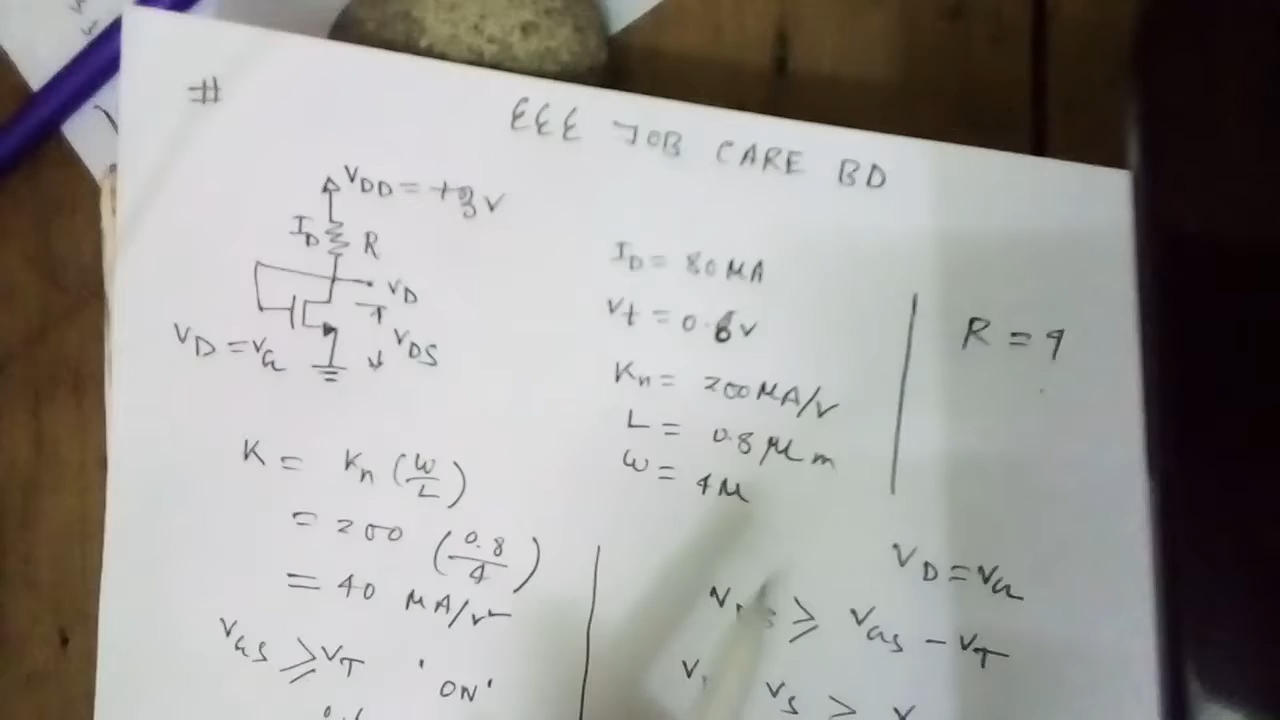 #
EEE JOB CARE BD
VDD = +3V
ID
R
VD
VD = VG
VDS
ID = 80 μA
Vt = 0.6V
Kn = 200 μA/V
L = 0.8 μm
W = 4μ
R = ?
K = Kn (W/L)
= 200 (0.8/4)
= 40 μA/V²
VGS ≥ VT 'ON'
VD = VG
≥ VGS - VT
VS >